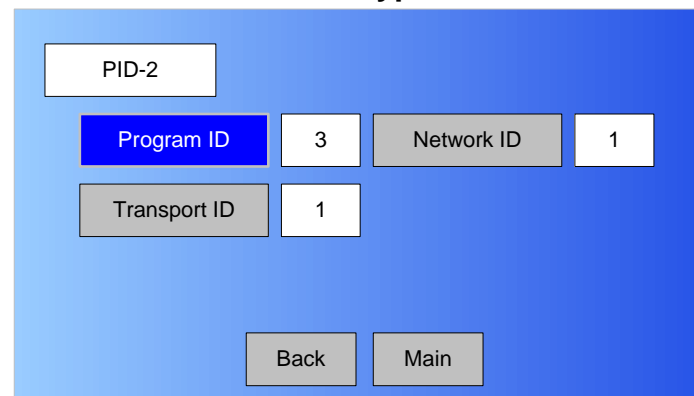 PID-2
Program ID 3 Network ID 1
Transport ID 1
Back Main